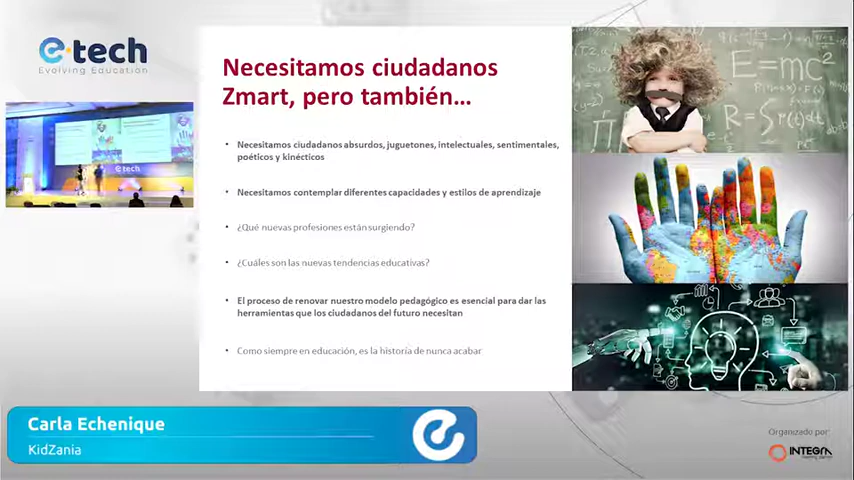 e·tech
Evolving Education
Necesitamos ciudadanos
Zmart, pero también...
• Necesitamos ciudadanos absurdos, juguetones, intelectuales, sentimentales,
poéticos y kinécticos
• Necesitamos contemplar diferentes capacidades y estilos de aprendizaje
• ¿Qué nuevas profesiones están surgiendo?
• ¿Cuáles son las nuevas tendencias educativas?
• El proceso de renovar nuestro modelo pedagógico es esencial para dar las
herramientas que los ciudadanos del futuro necesitan
• Como siempre en educación, es la historia de nunca acabar
E=mc²
Carla Echenique
KidZania
Organizado por:
INTEGRA